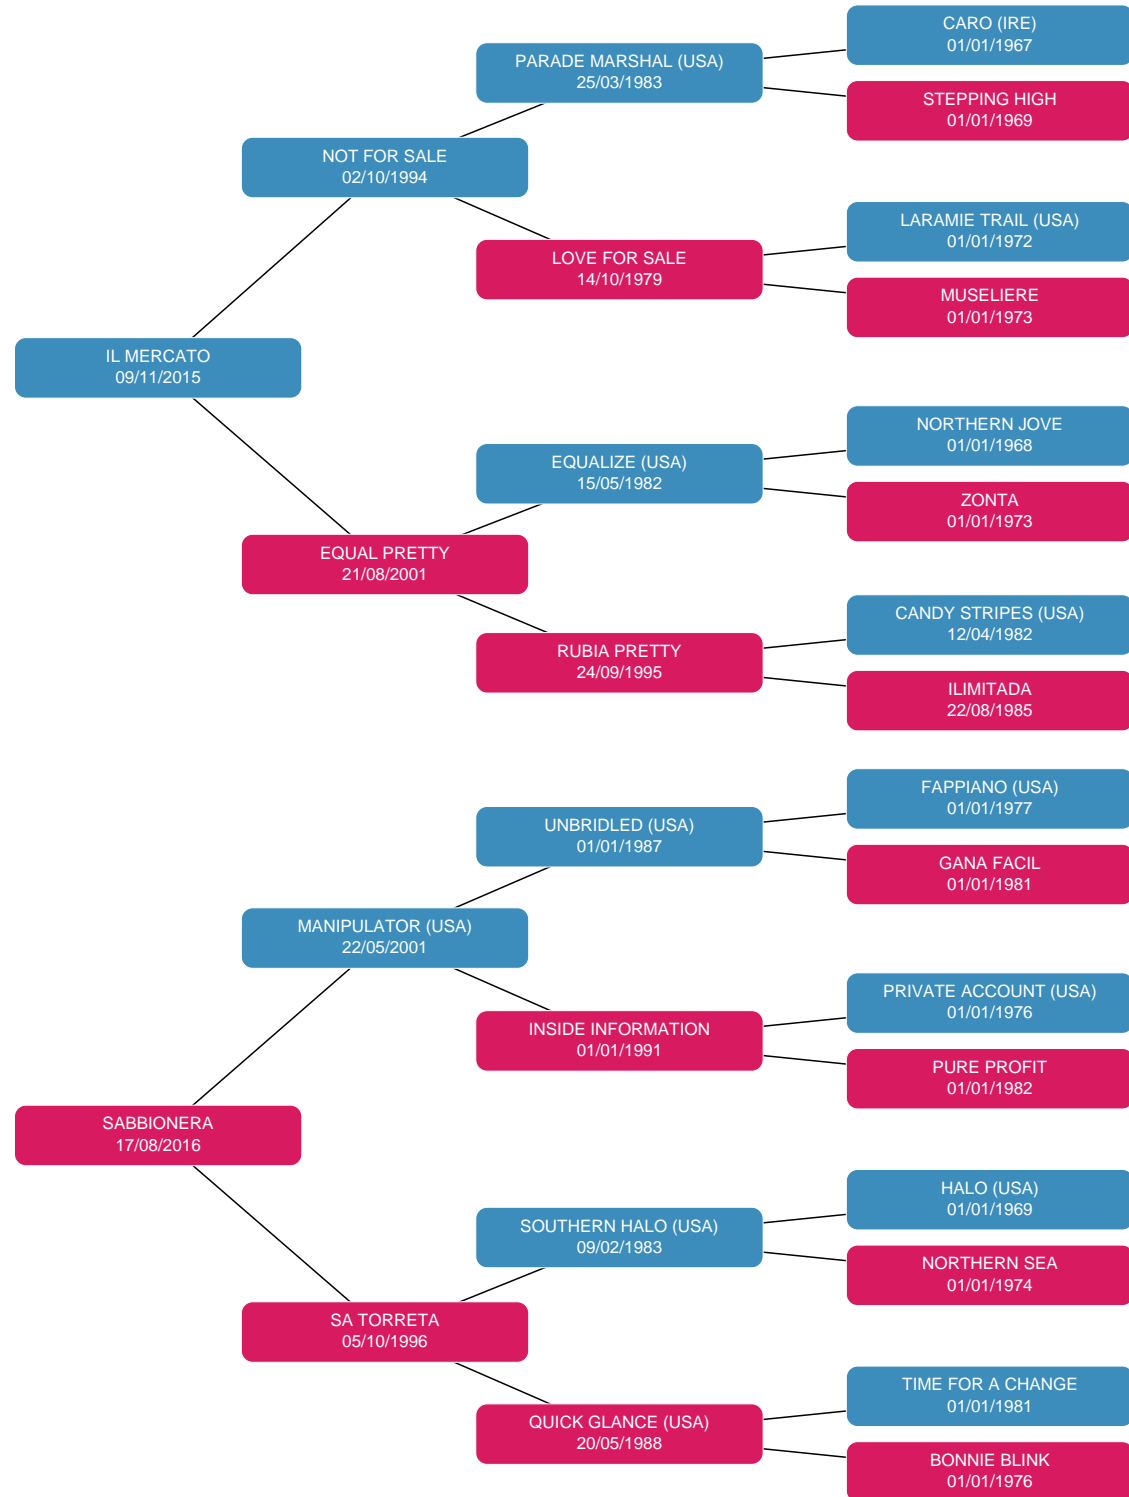 CARO (IRE)
01/01/1967
PARADE MARSHAL (USA)
25/03/1983
STEPPING HIGH
01/01/1969
NOT FOR SALE
02/10/1994
LARAMIE TRAIL (USA)
01/01/1972
LOVE FOR SALE
14/10/1979
MUSELIERE
01/01/1973
IL MERCATO
09/11/2015
NORTHERN JOVE
01/01/1968
EQUALIZE (USA)
15/05/1982
ZONTA
01/01/1973
EQUAL PRETTY
21/08/2001
CANDY STRIPES (USA)
12/04/1982
RUBIA PRETTY
24/09/1995
ILIMITADA
22/08/1985
FAPPIANO (USA)
01/01/1977
UNBRIDLED (USA)
01/01/1987
GANA FACIL
01/01/1981
MANIPULATOR (USA)
22/05/2001
PRIVATE ACCOUNT (USA)
01/01/1976
INSIDE INFORMATION
01/01/1991
PURE PROFIT
01/01/1982
SABBIONERA
17/08/2016
HALO (USA)
01/01/1969
SOUTHERN HALO (USA)
09/02/1983
NORTHERN SEA
01/01/1974
SA TORRETA
05/10/1996
TIME FOR A CHANGE
01/01/1981
QUICK GLANCE (USA)
20/05/1988
BONNIE BLINK
01/01/1976